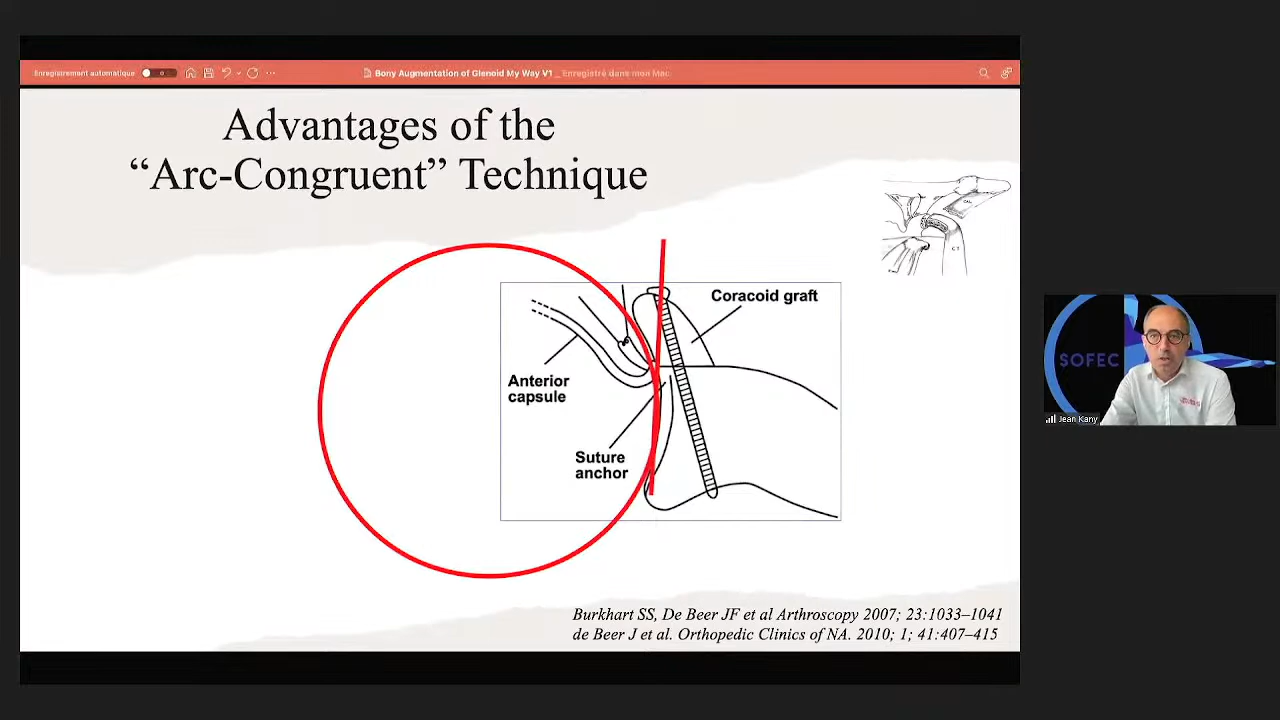 Enregistrement automatique
Bony Augmentation of Glenoid My Way V1 _ Enregistré dans mon Mac
Advantages of the
“Arc-Congruent” Technique
CAL
CT
Coracoid graft
Anterior
capsule
Suture
anchor
SOFEC
Jean Kany
Burkhart SS, De Beer JF et al Arthroscopy 2007; 23:1033–1041
de Beer J et al. Orthopedic Clinics of NA. 2010; 1; 41:407–415